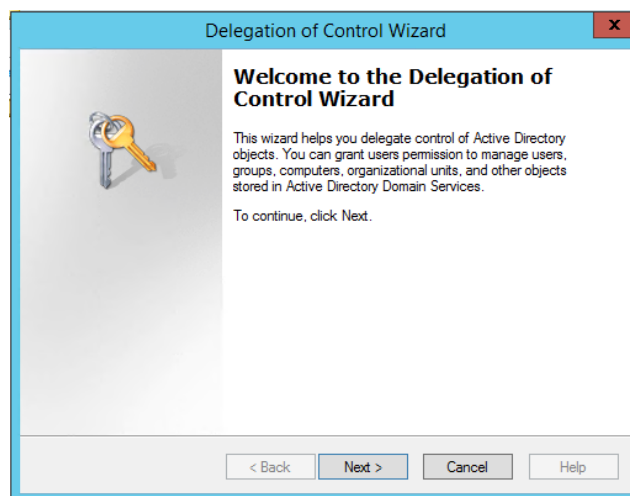 Delegation of Control Wizard
x
Welcome to the Delegation of
Control Wizard
This wizard helps you delegate control of Active Directory
objects. You can grant users permission to manage users,
groups, computers, organizational units, and other objects
stored in Active Directory Domain Services.
To continue, click Next.
< Back
Next >
Cancel
Help